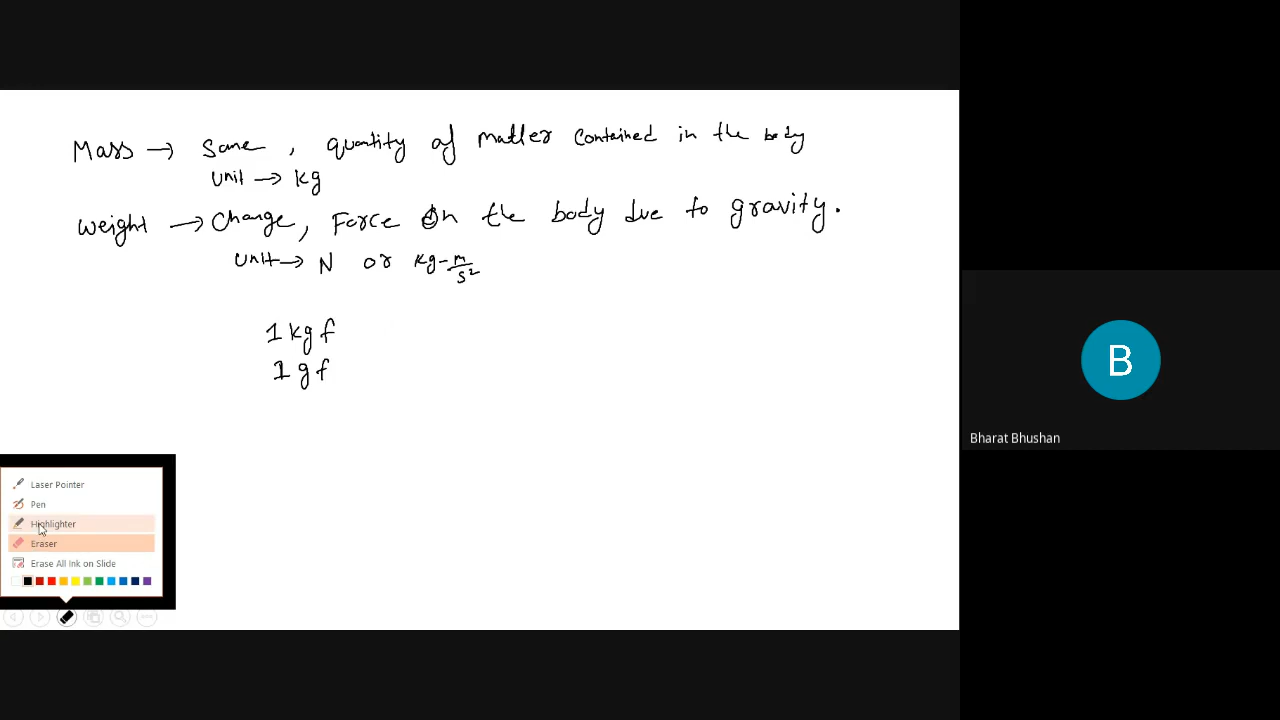 Mass → Same, quantity of matter contained in the body
unit → kg
Weight → Change, Force on the body due to gravity.
unit → N or kg-m/s²
1 kgf
1 gf
Laser Pointer
Pen
Highlighter
Eraser
Erase All Ink on Slide
B
Bharat Bhushan